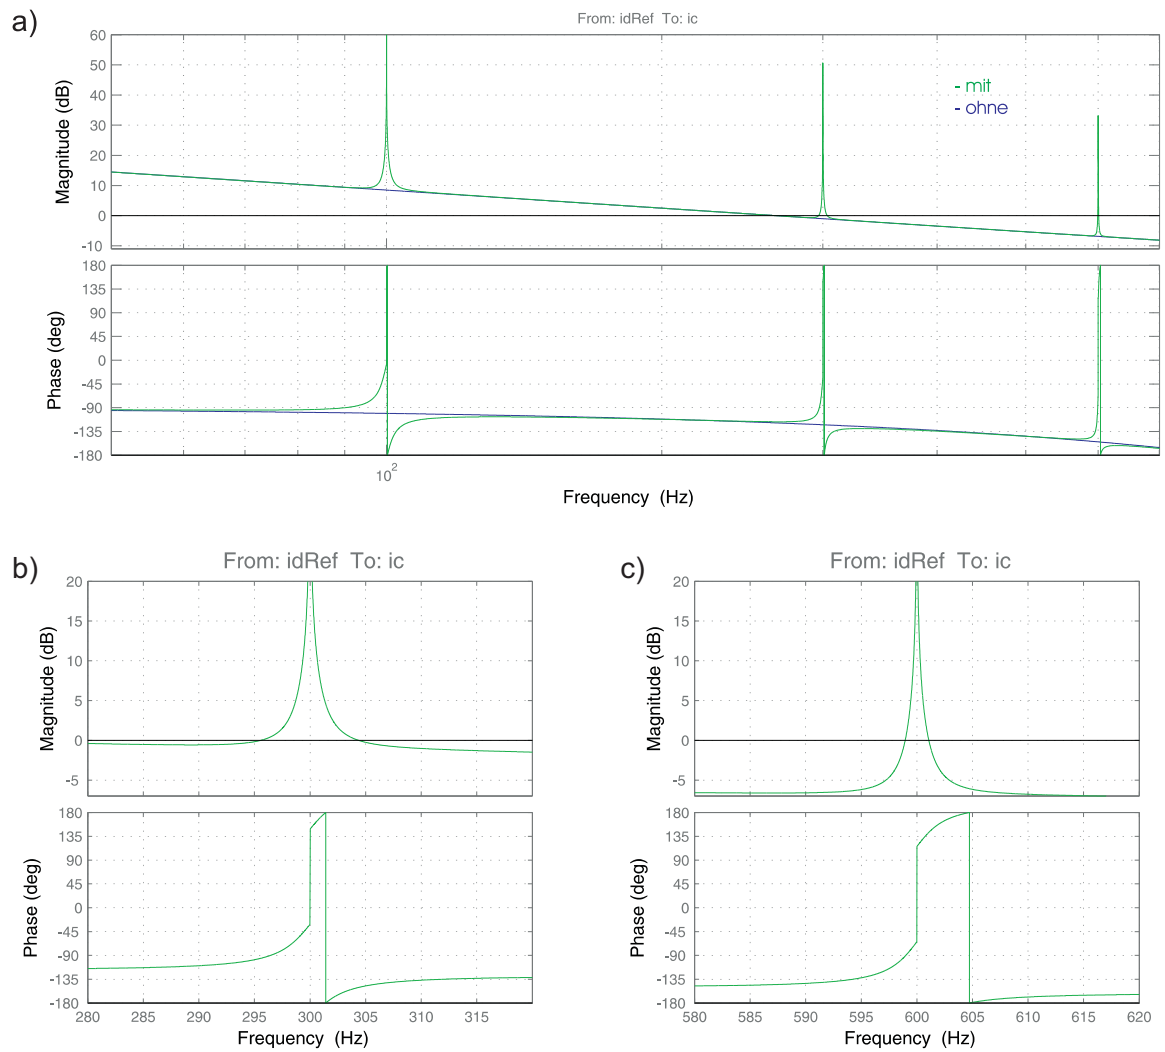 a)
From: idRef To: ic
Magnitude (dB)
60
50
40
30
20
10
0
-10
- mit
- ohne
Phase (deg)
180
135
90
45
0
-45
-90
-135
-180
10²
Frequency (Hz)
b)
From: idRef To: ic
Magnitude (dB)
20
15
10
5
0
-5
Phase (deg)
180
135
90
45
0
-45
-90
-135
-180
280 285 290 295 300 305 310 315
Frequency (Hz)
c)
From: idRef To: ic
Magnitude (dB)
20
15
10
5
0
-5
Phase (deg)
180
135
90
45
0
-45
-90
-135
-180
580 585 590 595 600 605 610 615 620
Frequency (Hz)